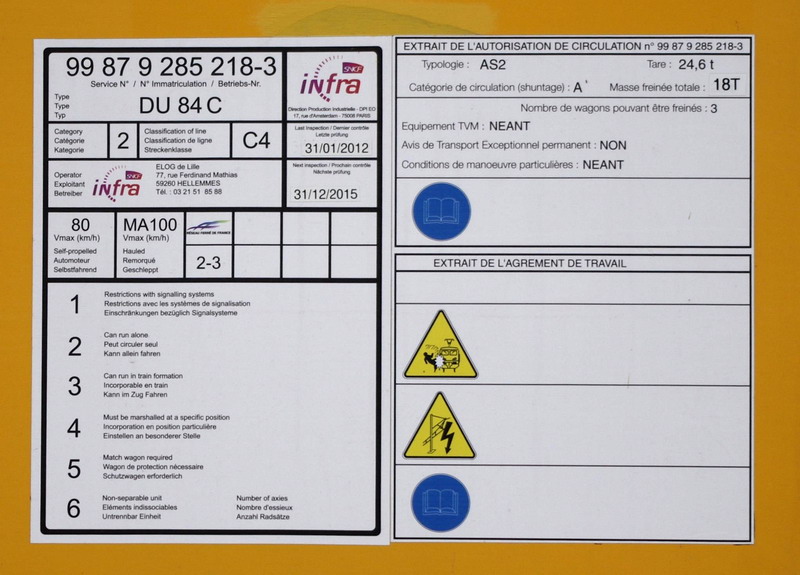 99 87 9 285 218-3
Service N° / N° Immatriculation / Betriebs-Nr.
Type
Type
Typ
DU 84 C
SNCF
infra
Direction Production Industrielle - OPI EO
17, rue d'Amsterdam - 75008 PARIS
Category
Catégorie
Kategorie
2
Classification of line
Classification de ligne
Streckenklasse
C4
Last inspection / Dernier contrôle
Letzte prüfung
31/01/2012
Operator
Exploitant
Betreiber
SNCF
infra
ELOG de Lille
77, rue Ferdinand Mathias
59260 HELLEMMES
Tél. : 03 21 51 85 88
Next inspection / Prochain contrôle
Nächste prüfung
31/12/2015
80
Vmax (km/h)
MA100
Vmax (km/h)
RÉSEAU FERRÉ DE FRANCE
Self-propelled
Automoteur
Selbstfahrend
Hauled
Remorqué
Geschleppt
2-3
1
Restrictions with signalling systems
Restrictions avec les systèmes de signalisation
Einschränkungen bezüglich Signalsysteme
2
Can run alone
Peut circuler seul
Kann allein fahren
3
Can run in train formation
Incorporable en train
Kann im Zug Fahren
4
Must be marshalled at a specific position
Incorporation en position particulière
Einstellen an besonderer Stelle
5
Match wagon required
Wagon de protection nécessaire
Schutzwagen erforderlich
6
Non-separable unit
Eléments indissociables
Untrennbar Einheit
Number of axies
Nombre d'essieux
Anzahl Radsätze
EXTRAIT DE L'AUTORISATION DE CIRCULATION n° 99 87 9 285 218-3
Typologie : AS2
Tare : 24,6 t
Catégorie de circulation (shuntage) : A+
Masse freinée totale : 18T
Nombre de wagons pouvant être freinés : 3
Equipement TVM : NEANT
Avis de Transport Exceptionnel permanent : NON
Conditions de manoeuvre particulières : NEANT
EXTRAIT DE L'AGREMENT DE TRAVAIL